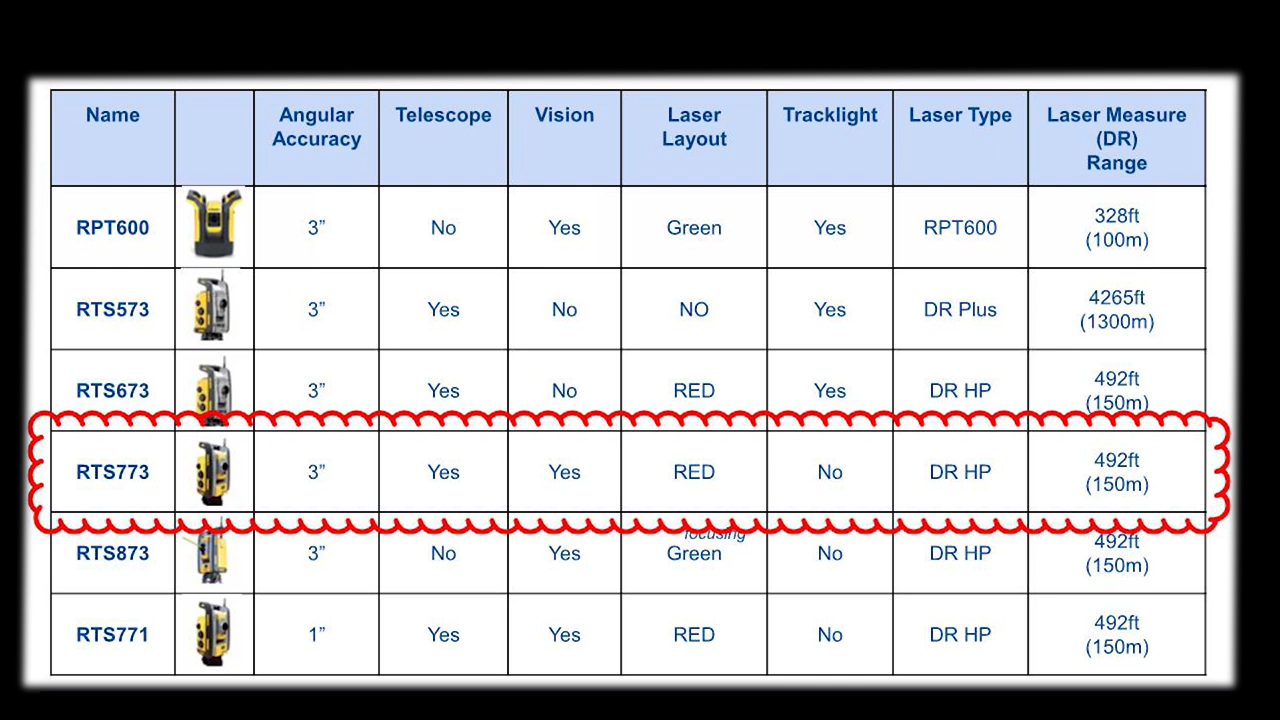 Name Angular Accuracy Telescope Vision Laser Layout Tracklight Laser Type Laser Measure (DR) Range
RPT600 3” No Yes Green Yes RPT600 328ft (100m)
RTS573 3” Yes No NO Yes DR Plus 4265ft (1300m)
RTS673 3” Yes No RED Yes DR HP 492ft (150m)
RTS773 3” Yes Yes RED No DR HP 492ft (150m)
RTS873 3” No Yes focusing Green No DR HP 492ft (150m)
RTS771 1” Yes Yes RED No DR HP 492ft (150m)